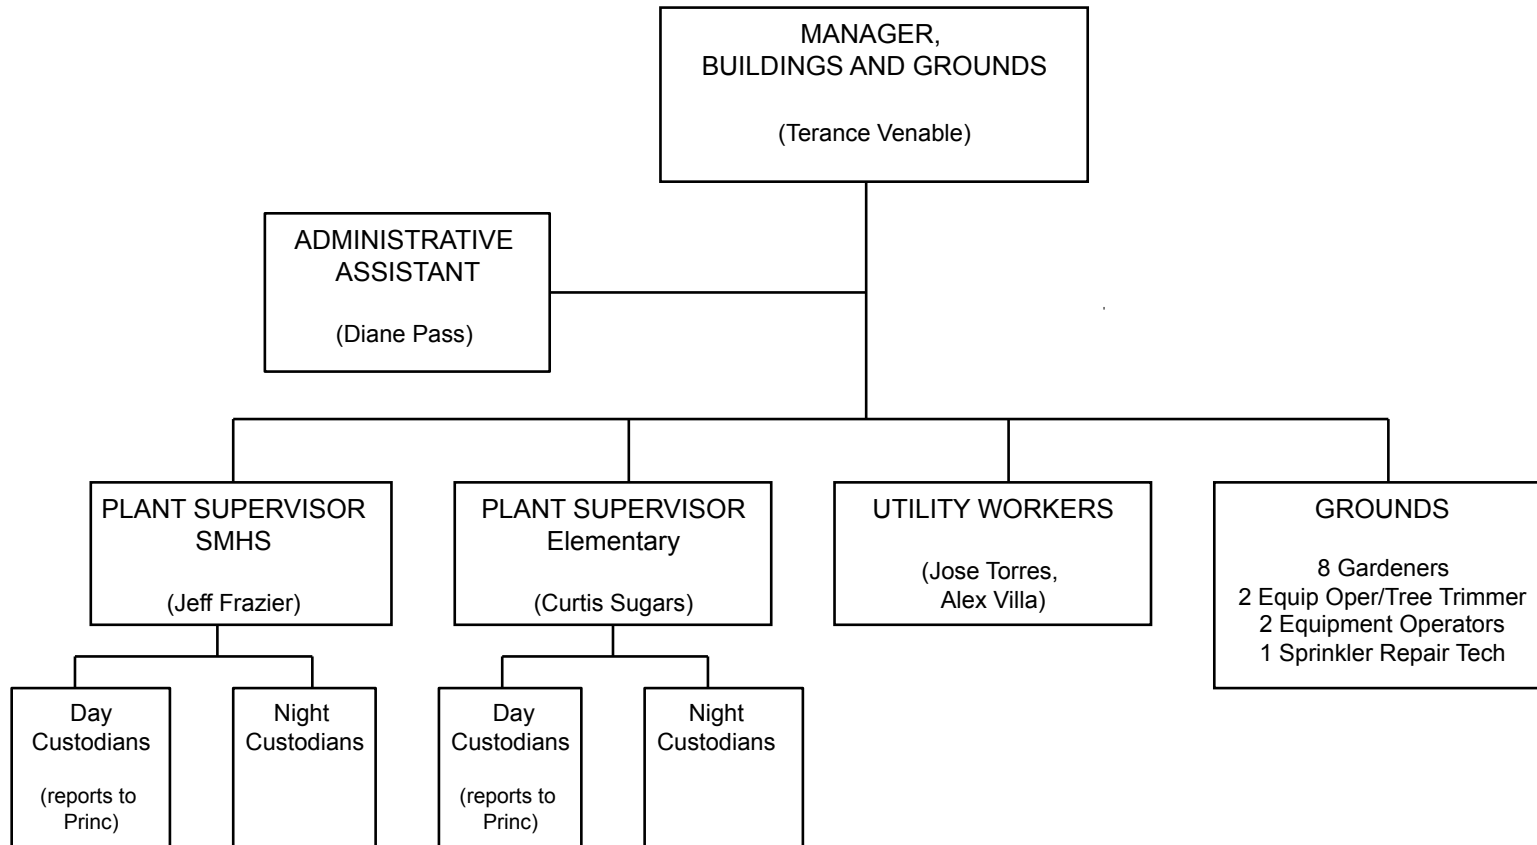 MANAGER,
BUILDINGS AND GROUNDS
(Terance Venable)
ADMINISTRATIVE
ASSISTANT
(Diane Pass)
PLANT SUPERVISOR
SMHS
(Jeff Frazier)
PLANT SUPERVISOR
Elementary
(Curtis Sugars)
UTILITY WORKERS
(Jose Torres,
Alex Villa)
GROUNDS
8 Gardeners
2 Equip Oper/Tree Trimmer
2 Equipment Operators
1 Sprinkler Repair Tech
Day
Custodians
(reports to
Princ)
Night
Custodians
Day
Custodians
(reports to
Princ)
Night
Custodians